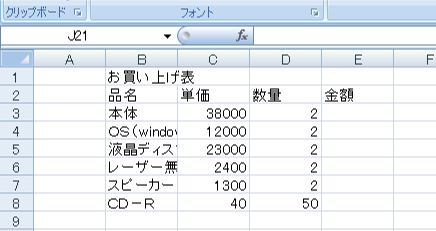 クリップボード フォント
J21 fx
A B C D E F
1 お買い上げ表
2 品名 単価 数量 金額
3 本体 38000 2
4 OS(windo 12000 2
5 液晶ディス 23000 2
6 レーザー無 2400 2
7 スピーカー 1300 2
8 CD-R 40 50
9